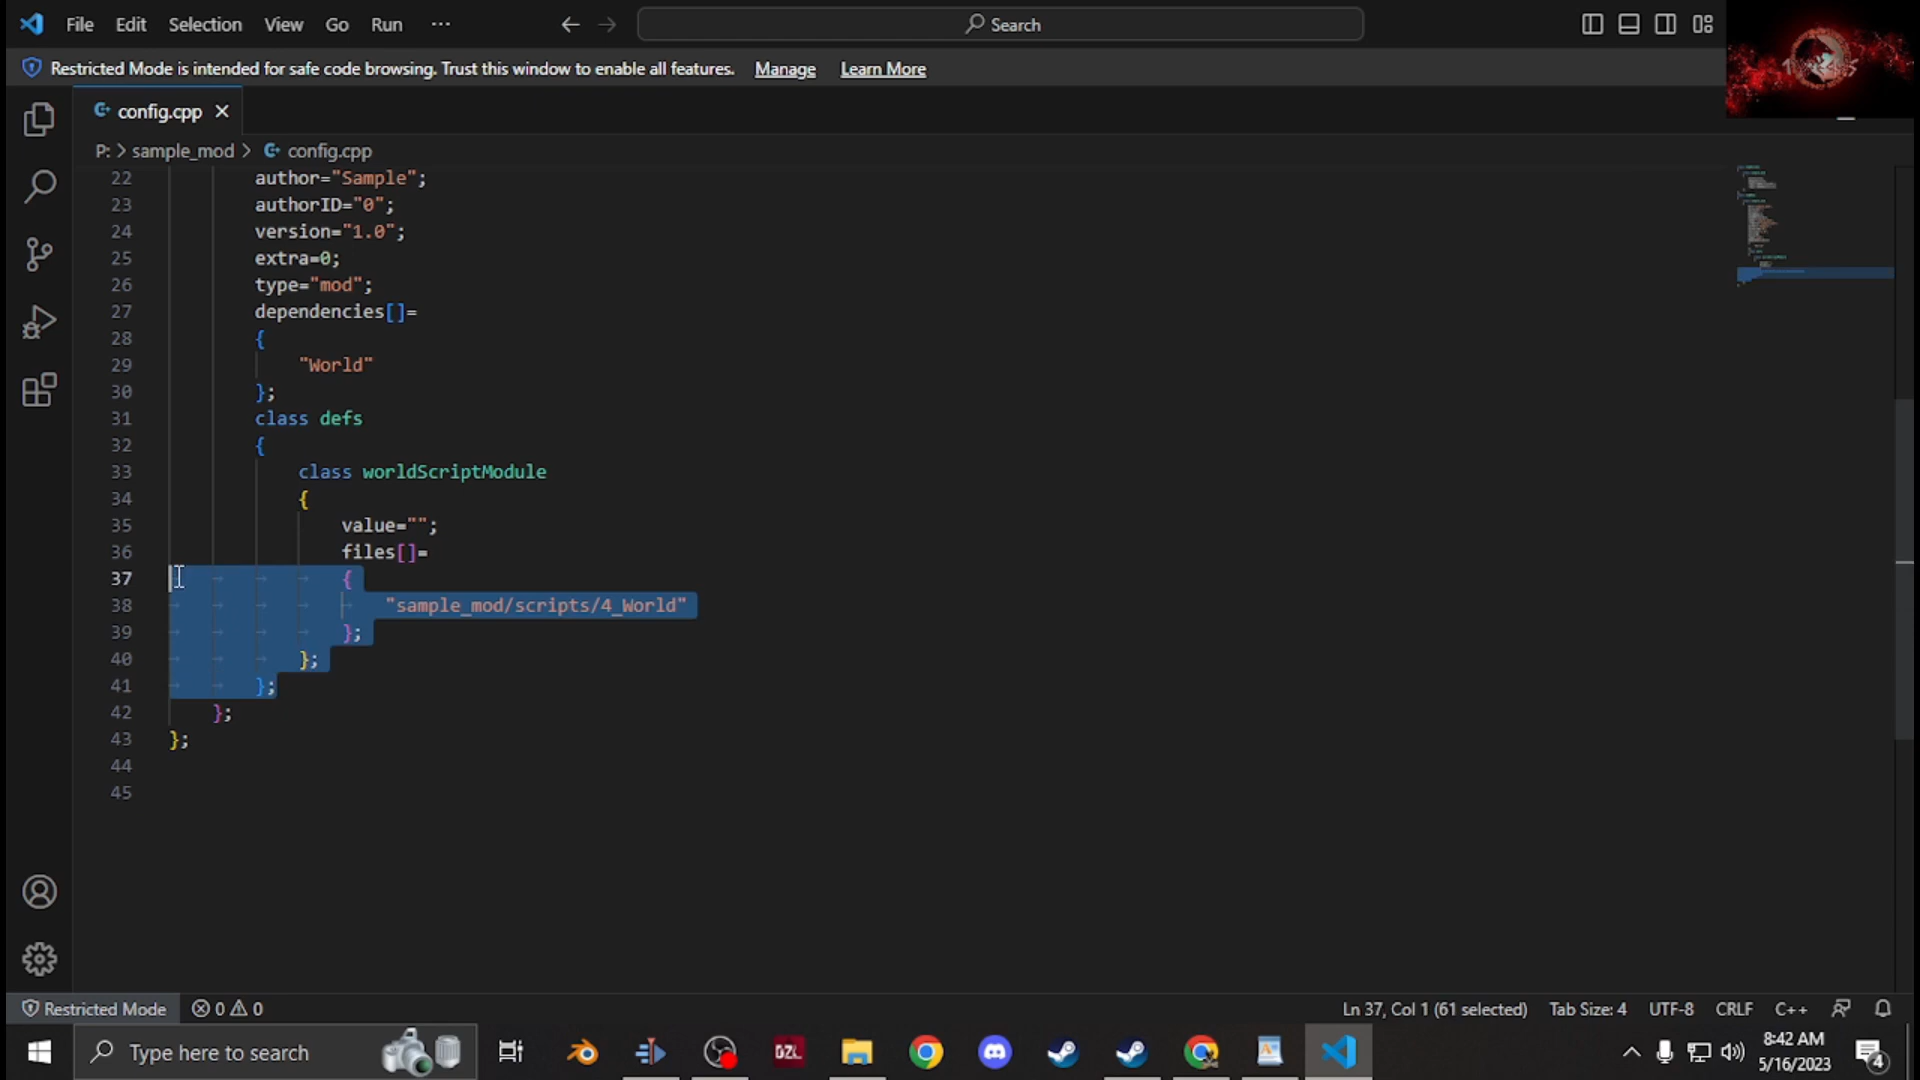 File Edit Selection View Go Run ··· Search
Restricted Mode is intended for safe code browsing. Trust this window to enable all features. Manage Learn More
config.cpp
P: > sample_mod > config.cpp
22 author="Sample";
23 authorID="0";
24 version="1.0";
25 extra=0;
26 type="mod";
27 dependencies[]=
28 {
29 "World"
30 };
31 class defs
32 {
33 class worldScriptModule
34 {
35 value="";
36 files[]=
37 {
38 "sample_mod/scripts/4_World"
39 };
40 };
41 };
42 };
43 };
44
45
Restricted Mode 0 0 Ln 37, Col 1 (61 selected) Tab Size: 4 UTF-8 CRLF C++
Type here to search DZL 8:42 AM
5/16/2023 4